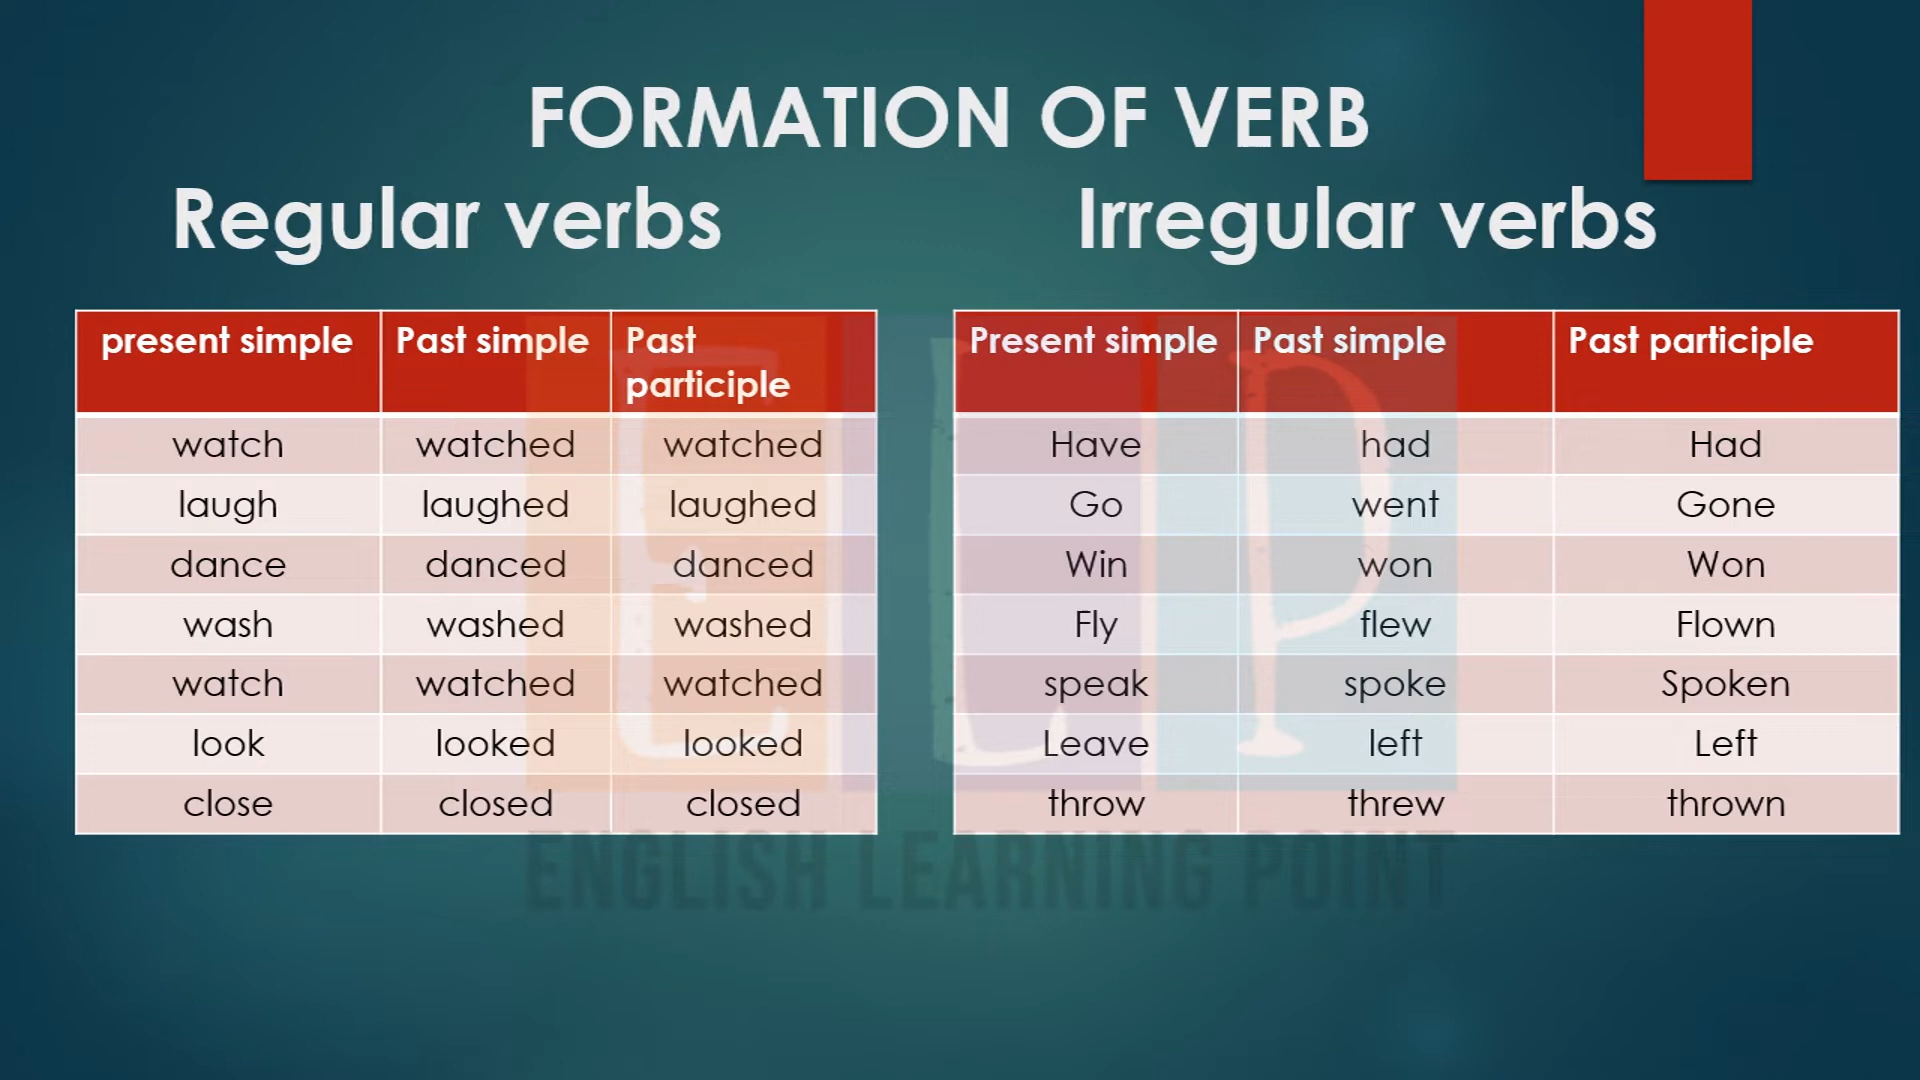 FORMATION OF VERB
Regular verbs
Irregular verbs
present simple Past simple Past participle
watch watched watched
laugh laughed laughed
dance danced danced
wash washed washed
watch watched watched
look looked looked
close closed closed
Present simple Past simple Past participle
Have had Had
Go went Gone
Win won Won
Fly flew Flown
speak spoke Spoken
Leave left Left
throw threw thrown
ELP
ENGLISH LEARNING POINT